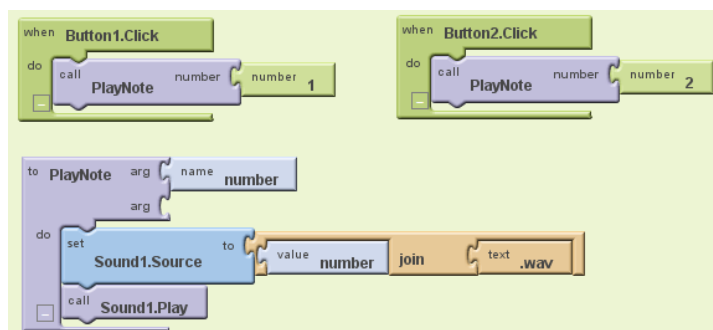 when Button1.Click
do call PlayNote number number 1
when Button2.Click
do call PlayNote number number 2
to PlayNote arg name number
arg
do set Sound1.Source to value number join text .wav
call Sound1.Play